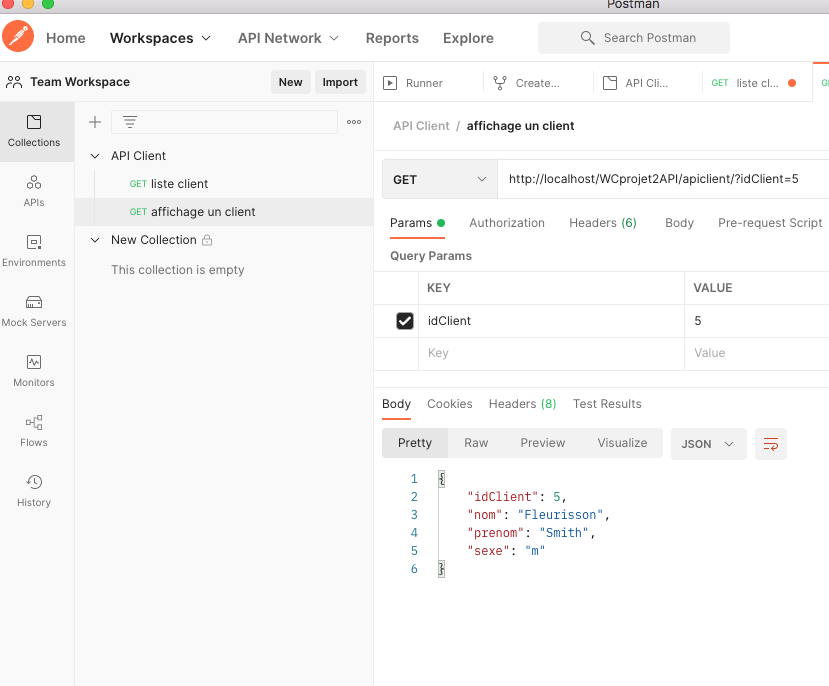 Postman
Home Workspaces API Network Reports Explore Search Postman
Team Workspace New Import
Runner Create... API Cli... GET liste cl...
Collections
APIs
Environments
Mock Servers
Monitors
Flows
History
API Client
GET liste client
GET affichage un client
New Collection
This collection is empty
API Client / affichage un client
GET http://localhost/WCprojet2API/apiclient/?idClient=5
Params Authorization Headers (6) Body Pre-request Script
Query Params
KEY VALUE
idClient 5
Key Value
Body Cookies Headers (8) Test Results
Pretty Raw Preview Visualize JSON
1 {
2 "idClient": 5,
3 "nom": "Fleurisson",
4 "prenom": "Smith",
5 "sexe": "m"
6 }